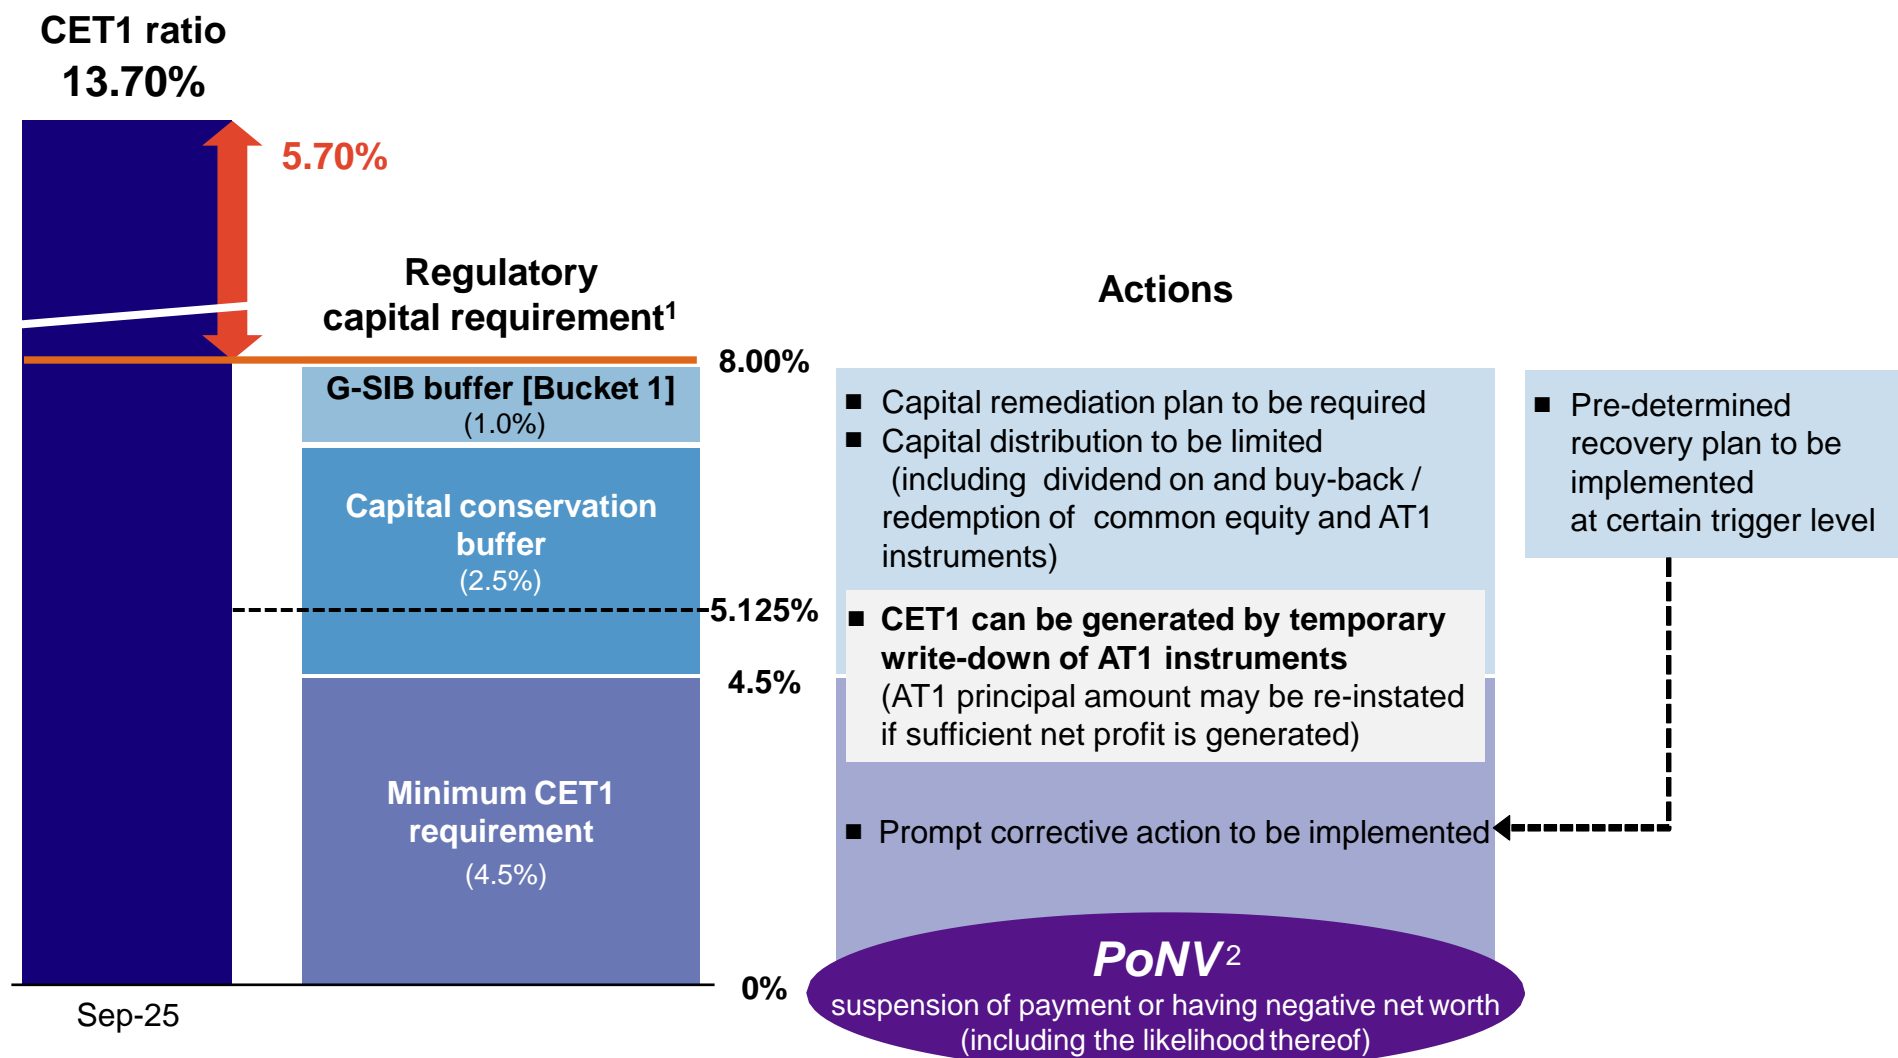 CET1 ratio
13.70%
5.70%
Regulatory
capital requirement1
Actions
8.00%
G-SIB buffer [Bucket 1]
(1.0%)
Capital conservation
buffer
(2.5%)
5.125%
4.5%
Minimum CET1
requirement
(4.5%)
0%
Sep-25
■ Capital remediation plan to be required
■ Capital distribution to be limited
(including dividend on and buy-back /
redemption of common equity and AT1
instruments)
■ CET1 can be generated by temporary
write-down of AT1 instruments
(AT1 principal amount may be re-instated
if sufficient net profit is generated)
■ Prompt corrective action to be implemented
■ Pre-determined
recovery plan to be
implemented
at certain trigger level
PoNV2
suspension of payment or having negative net worth
(including the likelihood thereof)